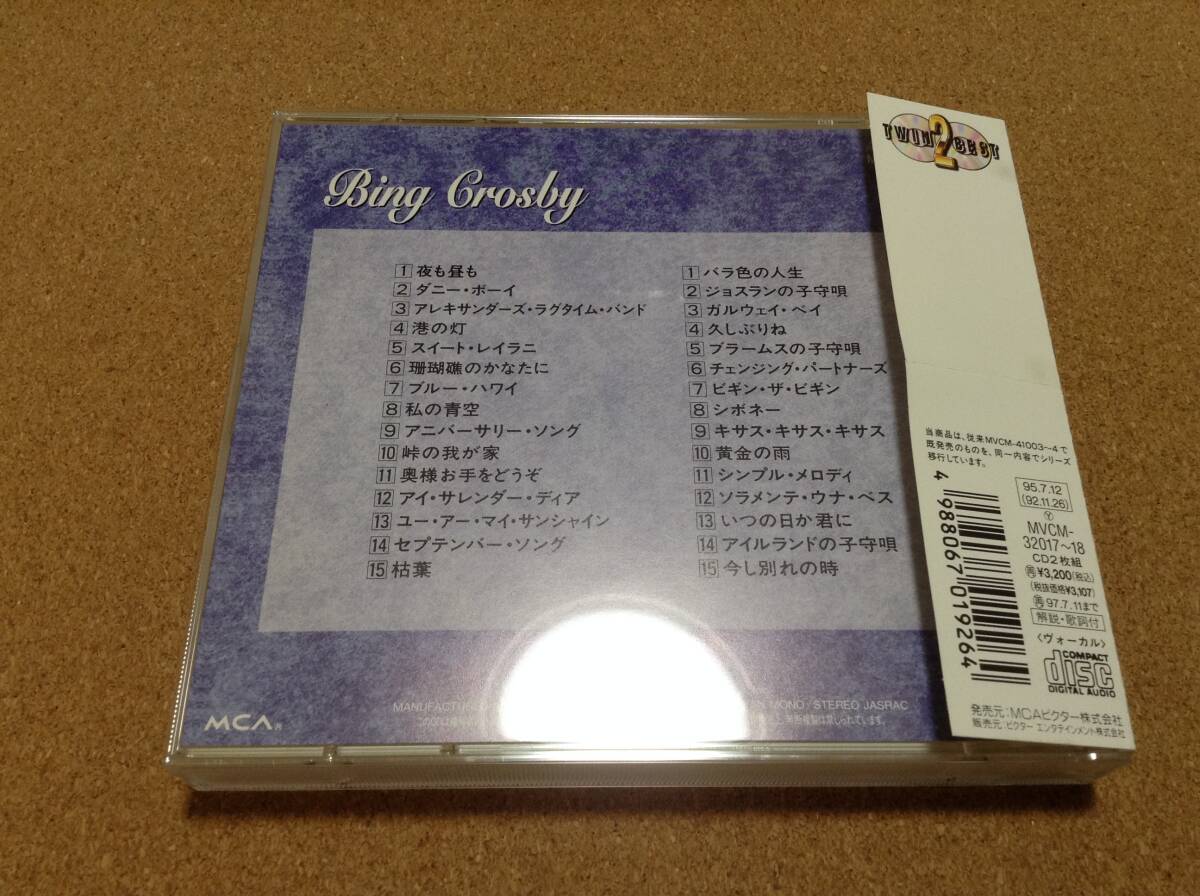 Bing Crosby
1 夜も昼も
2 ダニー・ボーイ
3 アレキサンダーズ・ラグタイム・バンド
4 港の灯
5 スイート・レイラニ
6 珊瑚礁のかなたに
7 ブルー・ハワイ
8 私の青空
9 アニバーサリー・ソング
10 峠の我が家
11 奥様お手をどうぞ
12 アイ・サレンダー・ディア
13 ユー・アー・マイ・サンシャイン
14 セプテンバー・ソング
15 枯葉
1 バラ色の人生
2 ジョスランの子守唄
3 ガルウェイ・ベイ
4 久しぶりね
5 ブラームスの子守唄
6 チェンジング・パートナーズ
7 ビギン・ザ・ビギン
8 シボネー
9 キサス・キサス・キサス
10 黄金の雨
11 シンプル・メロディ
12 ソラメンテ・ウナ・ベス
13 いつの日か君に
14 アイルランドの子守唄
15 今し別れの時
MCA
MONO/STEREO JASRAC
無断複製は禁じられています。
TWIN 2 BEST
当商品は、従来MVCM-41003〜4で
既発売のものを、同一内容でシリーズ
移行しています。
4988067019264
95.7.12
(92.11.26)
Ⓨ
MVCM-
32017〜18
CD2枚組
¥3,200(税込)
(税抜価格¥3,107)
97.7.11まで
解説・歌詞付
〈ヴォーカル〉
COMPACT
disc
DIGITAL AUDIO
発売元:MCAビクター株式会社
販売元:ビクター エンタテインメント株式会社